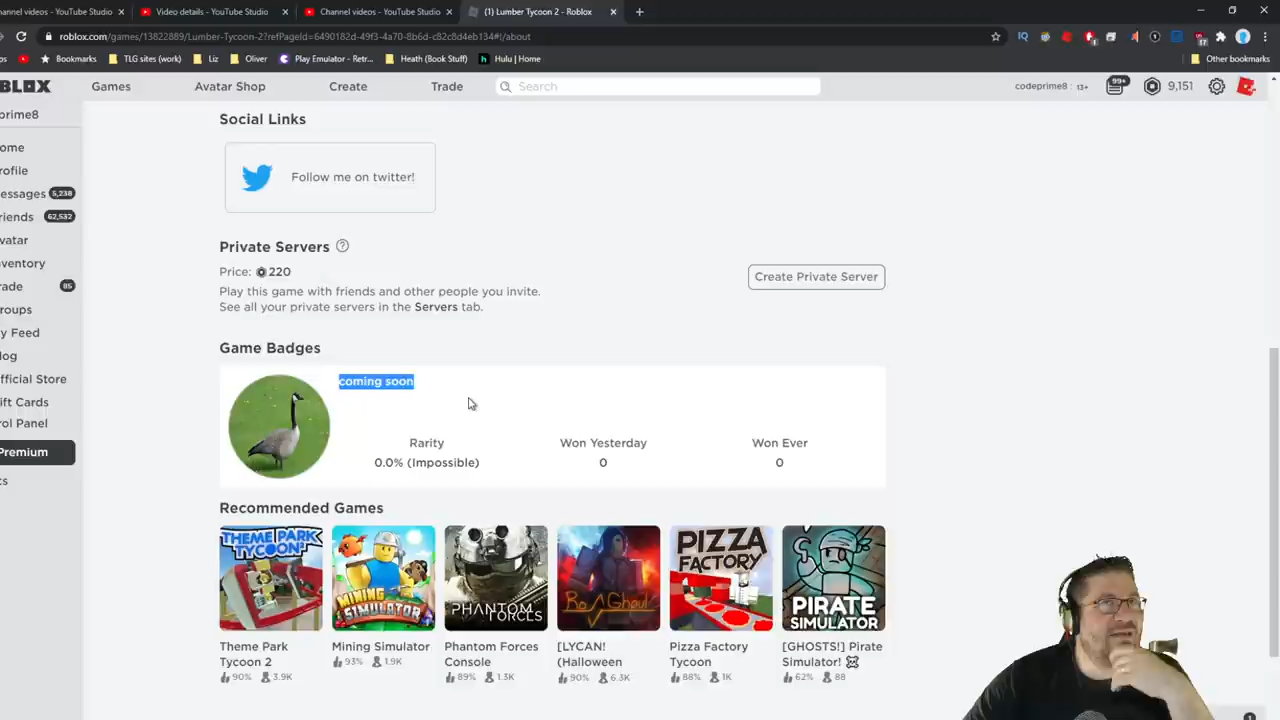 annel videos - YouTube Studio
Video details - YouTube Studio
Channel videos - YouTube Studio
(1) Lumber Tycoon 2 - Roblox
roblox.com/games/13822889/Lumber-Tycoon-2?refPageId=6490182d-49f3-4a70-8b6d-c82c8d4eb134#!/about
ps
Bookmarks
TLG sites (work)
Liz
Oliver
Play Emulator - Retr...
Heath (Book Stuff)
Hulu | Home
Other bookmarks
BLOX
Games
Avatar Shop
Create
Trade
Search
codeprime8 : 13+
99+
9,151
prime8
ome
rofile
essages 5,238
riends 62,532
vatar
ventory
rade 85
roups
y Feed
log
fficial Store
ift Cards
rol Panel
Premium
cs
Social Links
Follow me on twitter!
Private Servers
Price: 220
Play this game with friends and other people you invite.
See all your private servers in the Servers tab.
Create Private Server
Game Badges
coming soon
Rarity
Won Yesterday
Won Ever
0.0% (Impossible)
0
0
Recommended Games
THEME PARK TYCOON
MINING SIMULATOR
PHANTOM FORCES
Ro Ghoul
PIZZA FACTORY
PIRATE SIMULATOR
Theme Park Tycoon 2
90% 3.9K
Mining Simulator
93% 1.9K
Phantom Forces Console
89% 1.3K
[LYCAN! (Halloween
90% 6.3K
Pizza Factory Tycoon
88% 1K
[GHOSTS!] Pirate Simulator!
62% 88